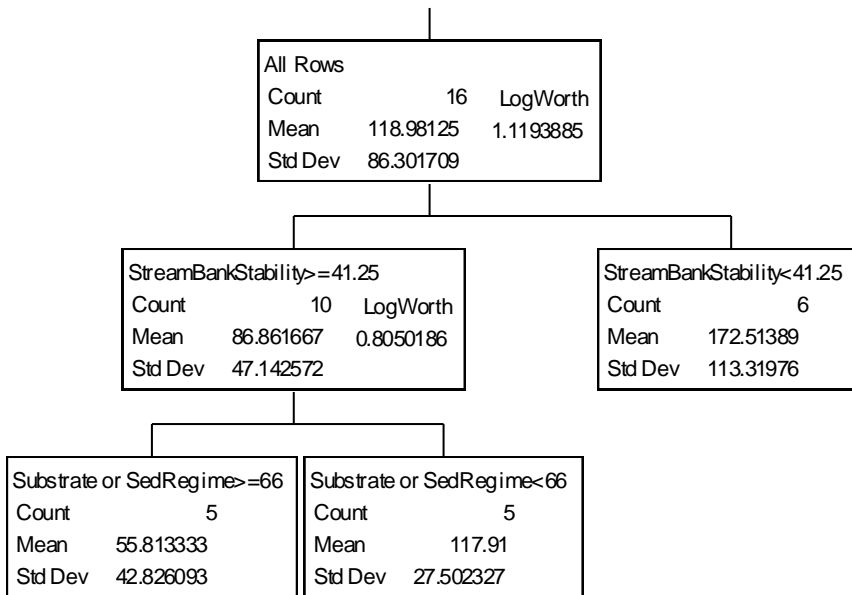 All Rows
Count 16 LogWorth
Mean 118.98125 1.1193885
Std Dev 86.301709
StreamBankStability>=41.25
Count 10 LogWorth
Mean 86.861667 0.8050186
Std Dev 47.142572
StreamBankStability<41.25
Count 6
Mean 172.51389
Std Dev 113.31976
Substrate or SedRegime>=66
Count 5
Mean 55.813333
Std Dev 42.826093
Substrate or SedRegime<66
Count 5
Mean 117.91
Std Dev 27.502327